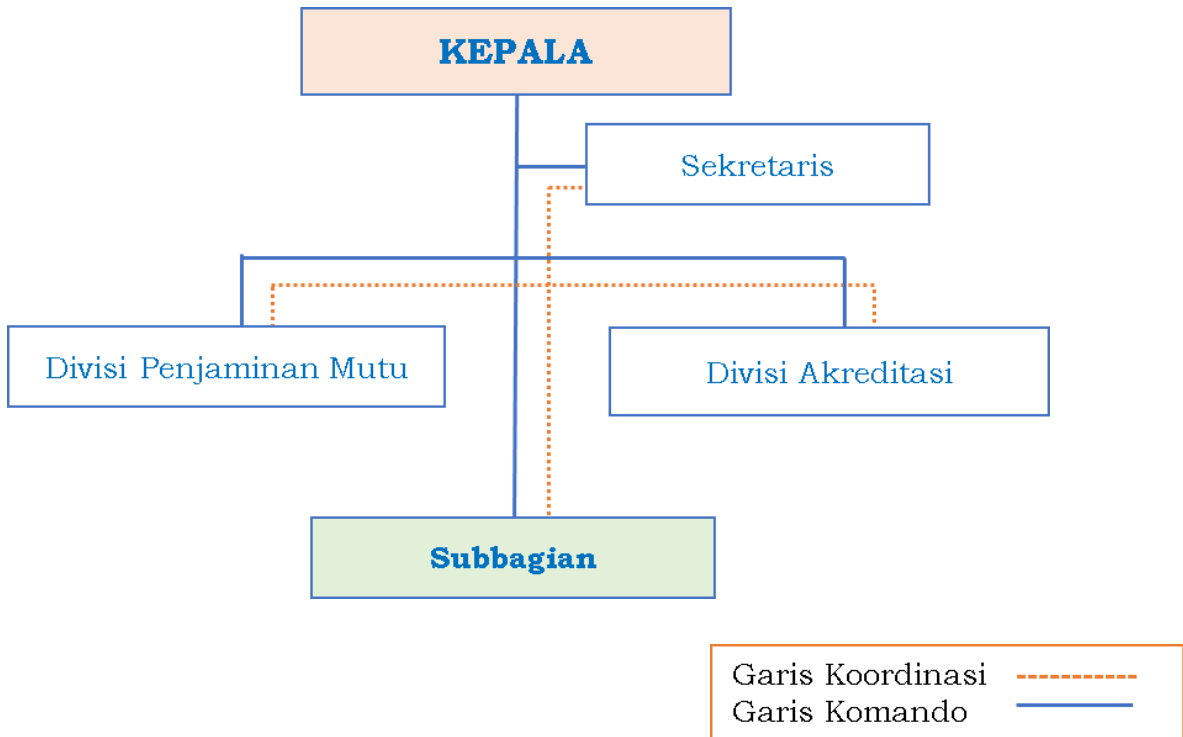 KEPALA
Sekretaris
Divisi Penjaminan Mutu
Divisi Akreditasi
Subbagian
Garis Koordinasi
Garis Komando